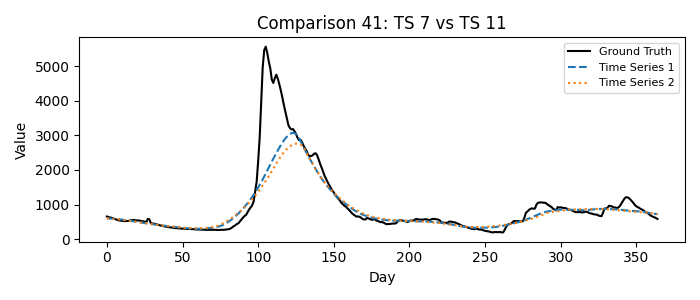 Comparison 41: TS 7 vs TS 11
Ground Truth
Time Series 1
Time Series 2
Value
5000
4000
3000
2000
1000
0
0 50 100 150 200 250 300 350
Day